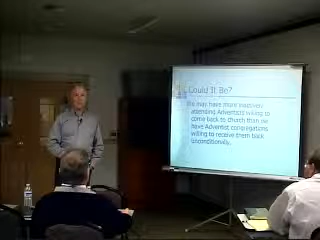 Could It Be?
We may have more inactive/
attending Adventists willing to
come back to church than we
have Adventist congregations
willing to receive them back
unconditionally.